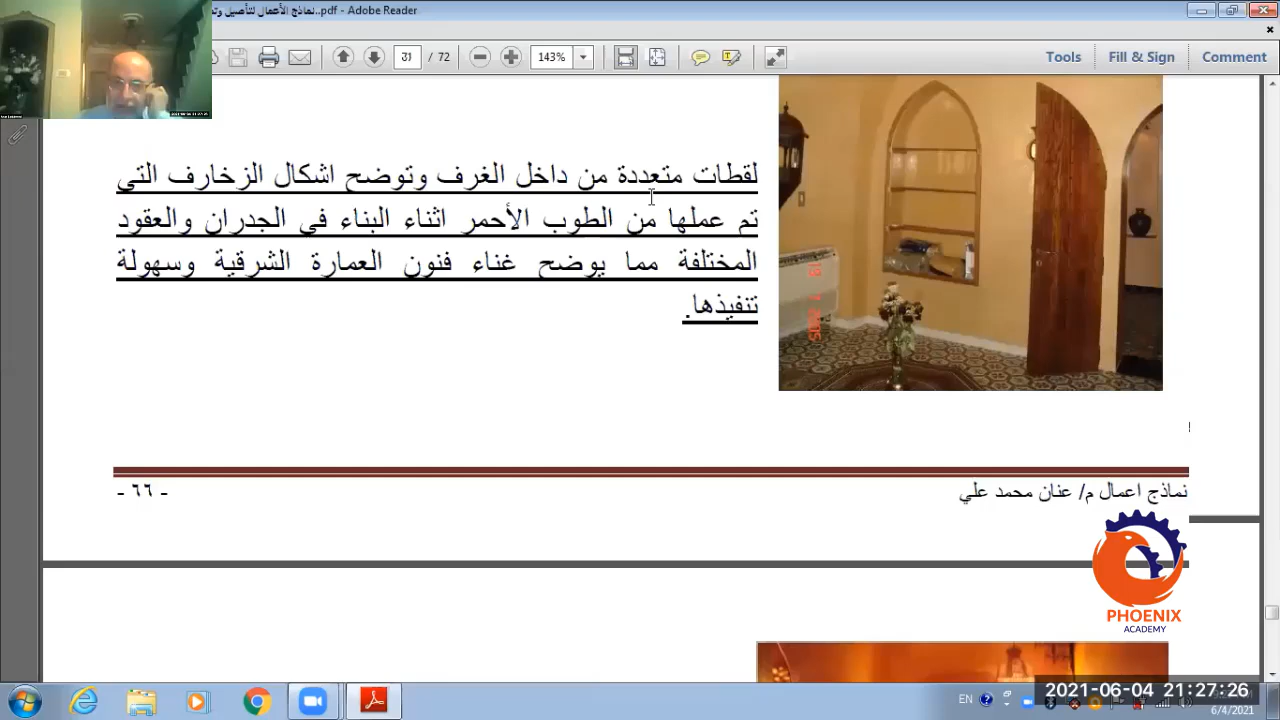 نماذج الأعمال لتأصيل وتم..pdf - Adobe Reader
31 / 72
143%
Tools
Fill & Sign
Comment
لقطات متعددة من داخل الغرف وتوضح اشكال الزخارف التي
تم عملها من الطوب الأحمر اثناء البناء في الجدران والعقود
المختلفة مما يوضح غناء فنون العمارة الشرقية وسهولة
تنفيذها.
نماذج اعمال م/ عنان محمد علي
- ٦٦ -
PHOENIX
ACADEMY
EN
2021-06-04 21:27:26
6/4/2021